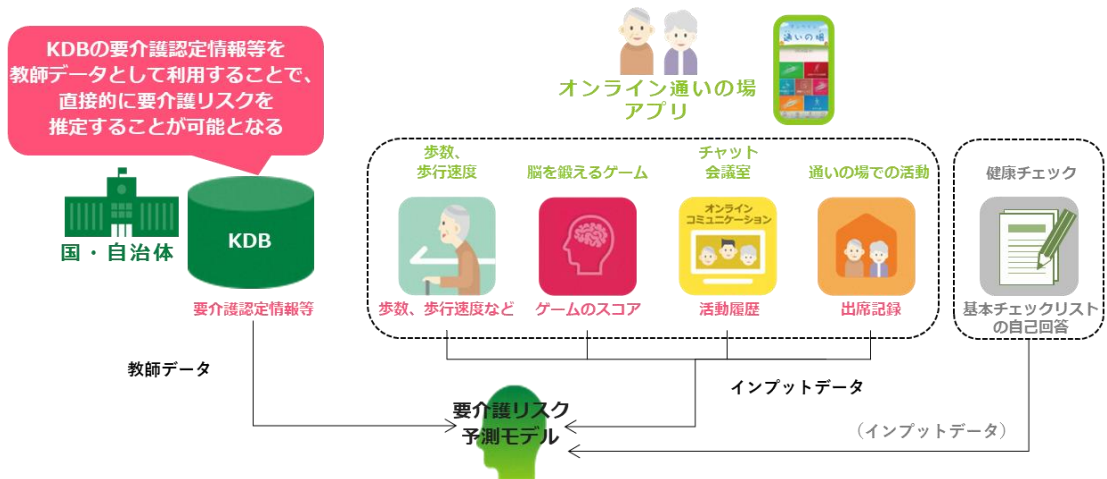 KDBの要介護認定情報等を
教師データとして利用することで、
直接的に要介護リスクを
推定することが可能となる
国・自治体
KDB
要介護認定情報等
オンライン通いの場
アプリ
通いの場
歩数、
歩行速度
歩数、歩行速度など
脳を鍛えるゲーム
ゲームのスコア
チャット
会議室
オンライン
コミュニケーション
活動履歴
通いの場での活動
出席記録
健康チェック
基本チェックリスト
の自己回答
教師データ
インプットデータ
(インプットデータ)
要介護リスク
予測モデル